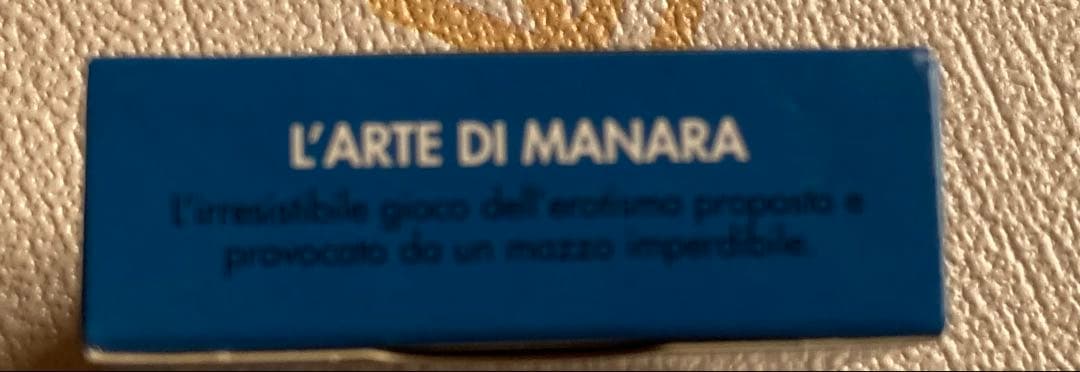 L'ARTE DI MANARA
L'irresistibile gioco dell'erotismo proposto e
provocato da un mazzo imperdibile.